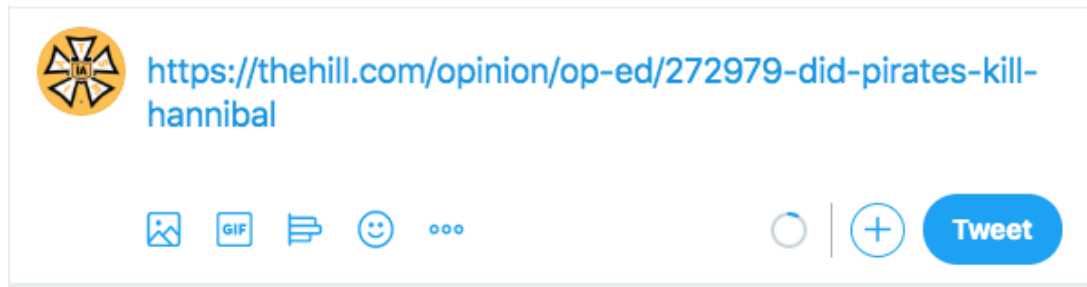 https://thehill.com/opinion/op-ed/272979-did-pirates-kill-
hannibal
GIF
Tweet